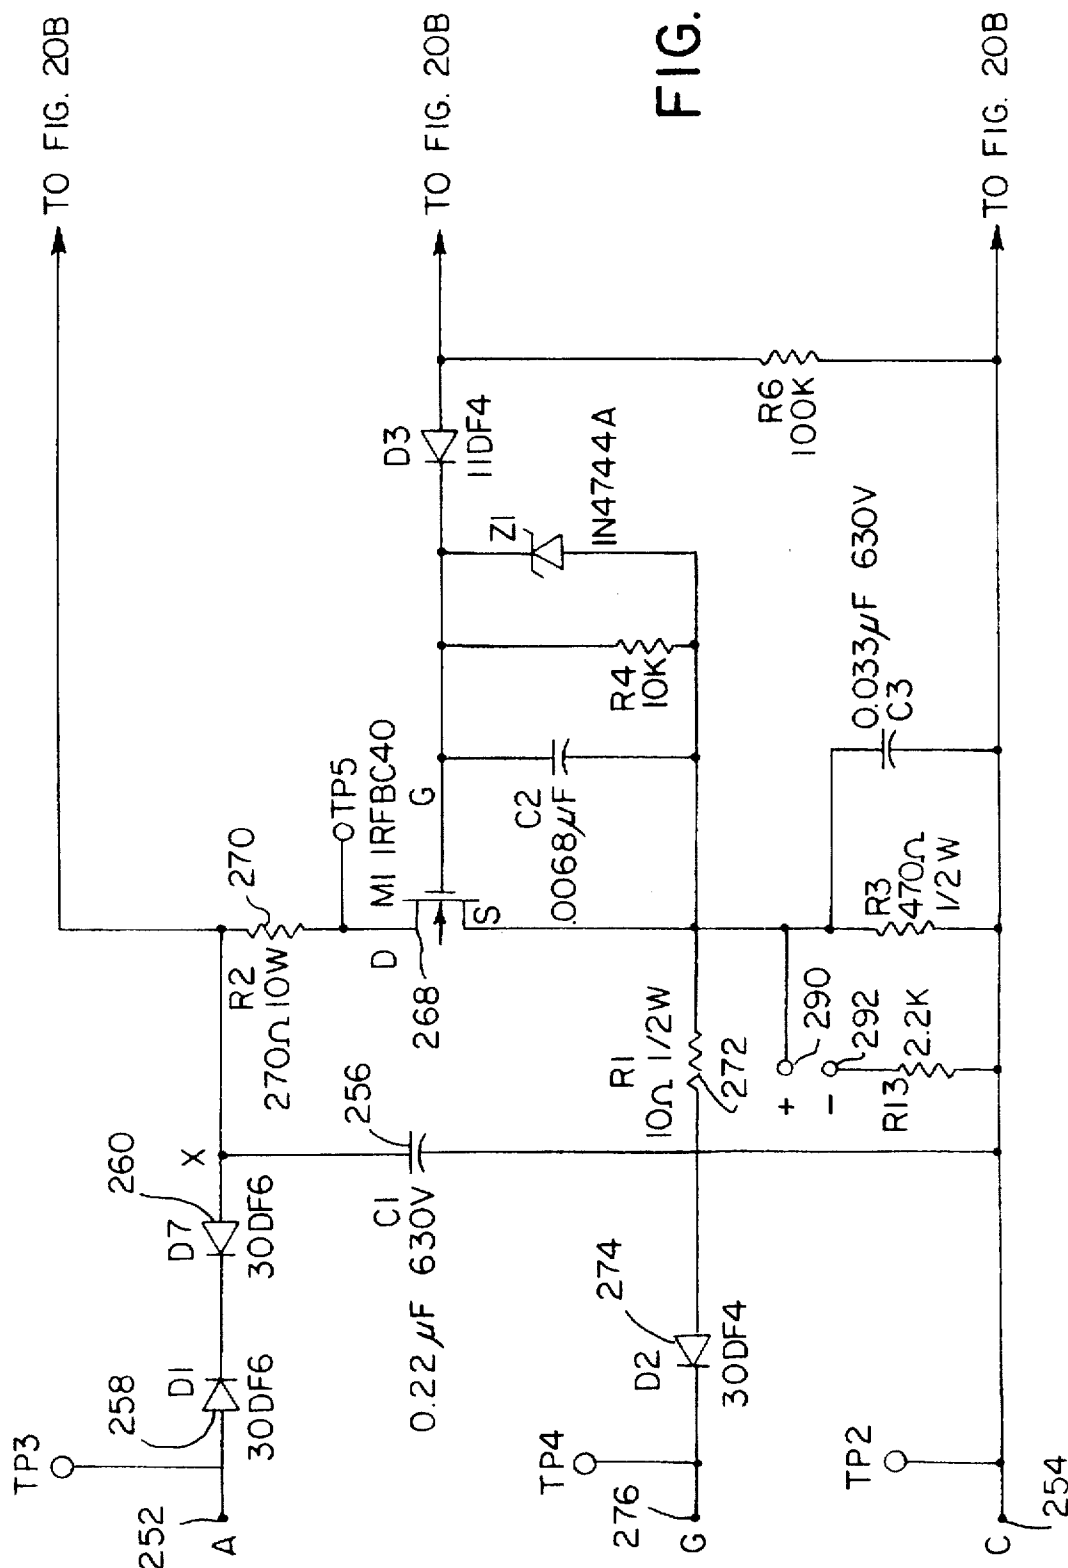 TO FIG. 20B
TO FIG. 20B
TO FIG. 20B
FIG.
TP3
252
A
258
D1
30DF6
260
D7
30DF6
X
256
C1
0.22µF 630V
R2
270Ω 10W
270
TP5
D
M1 IRFBC40
268
G
S
C2
.0068µF
R4
10K
Z1
IN4744A
D3
11DF4
R6
100K
TP4
276
G
D2
274
30DF4
R1
10Ω 1/2W
272
+
290
-
292
R13
2.2K
R3
470Ω
1/2W
0.033µF 630V
C3
TP2
C
254